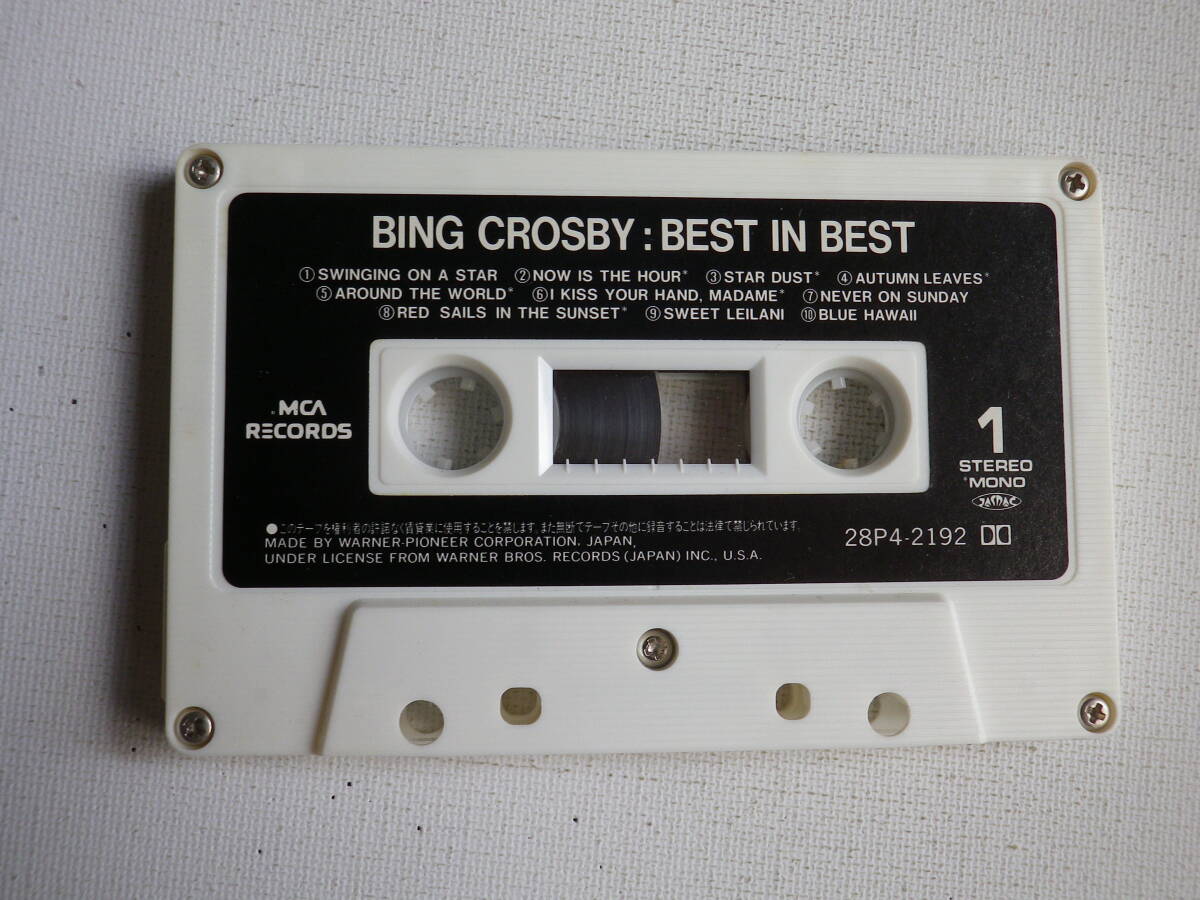 BING CROSBY : BEST IN BEST
①SWINGING ON A STAR ②NOW IS THE HOUR* ③STAR DUST* ④AUTUMN LEAVES*
⑤AROUND THE WORLD* ⑥I KISS YOUR HAND, MADAME* ⑦NEVER ON SUNDAY
⑧RED SAILS IN THE SUNSET* ⑨SWEET LEILANI ⑩BLUE HAWAII
MCA
RECORDS
1
STEREO
*MONO
JASRAC
●このテープを権利者の許諾なく賃貸業に使用することを禁じます。また無断でテープその他に録音することは法律で禁じられています。
MADE BY WARNER-PIONEER CORPORATION, JAPAN,
UNDER LICENSE FROM WARNER BROS. RECORDS (JAPAN) INC., U.S.A.
28P4-2192